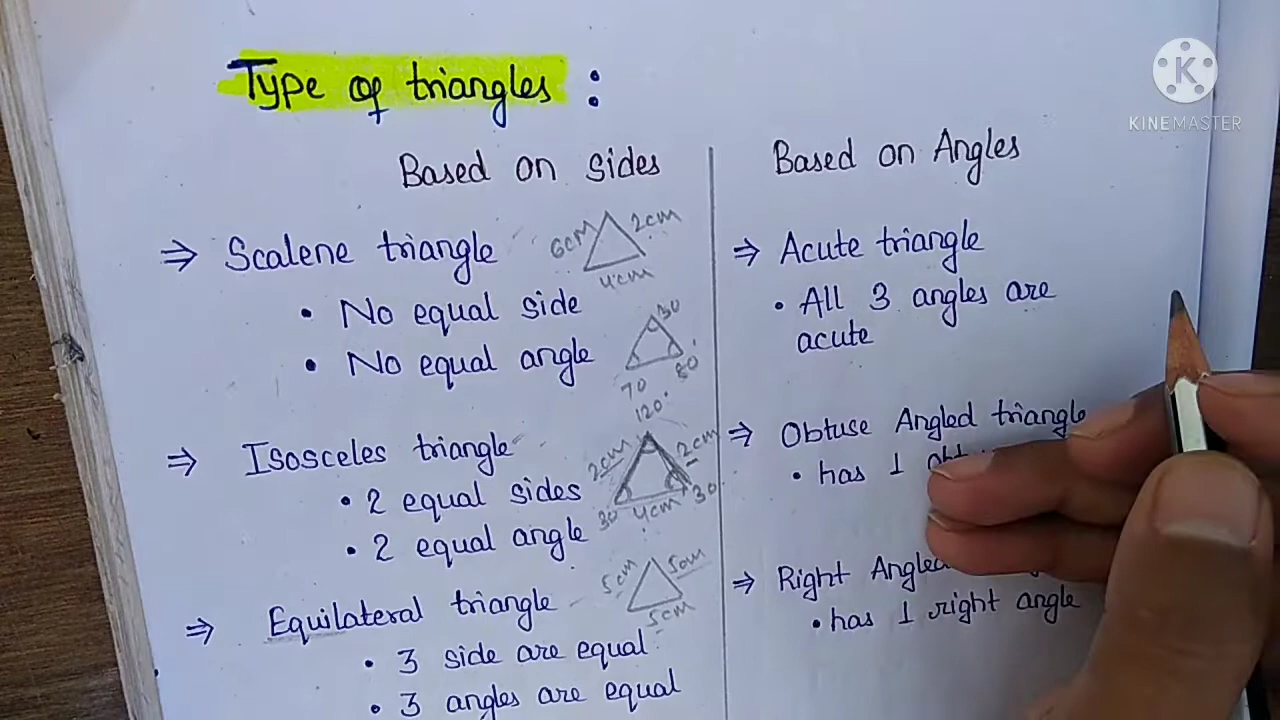 Type of triangles :
KINEMASTER
Based on sides
⇒ Scalene triangle
6cm 2cm
4cm
• No equal side
• No equal angle
30
70 80°
⇒ Isosceles triangle
• 2 equal sides
• 2 equal angle
120°
2cm 2cm
30 4cm 30
⇒ Equilateral triangle
5cm 5cm
5cm
• 3 side are equal
• 3 angles are equal
Based on Angles
⇒ Acute triangle
• All 3 angles are
acute
⇒ Obtuse Angled triangle
• has 1
⇒ Right Angled
• has 1 right angle